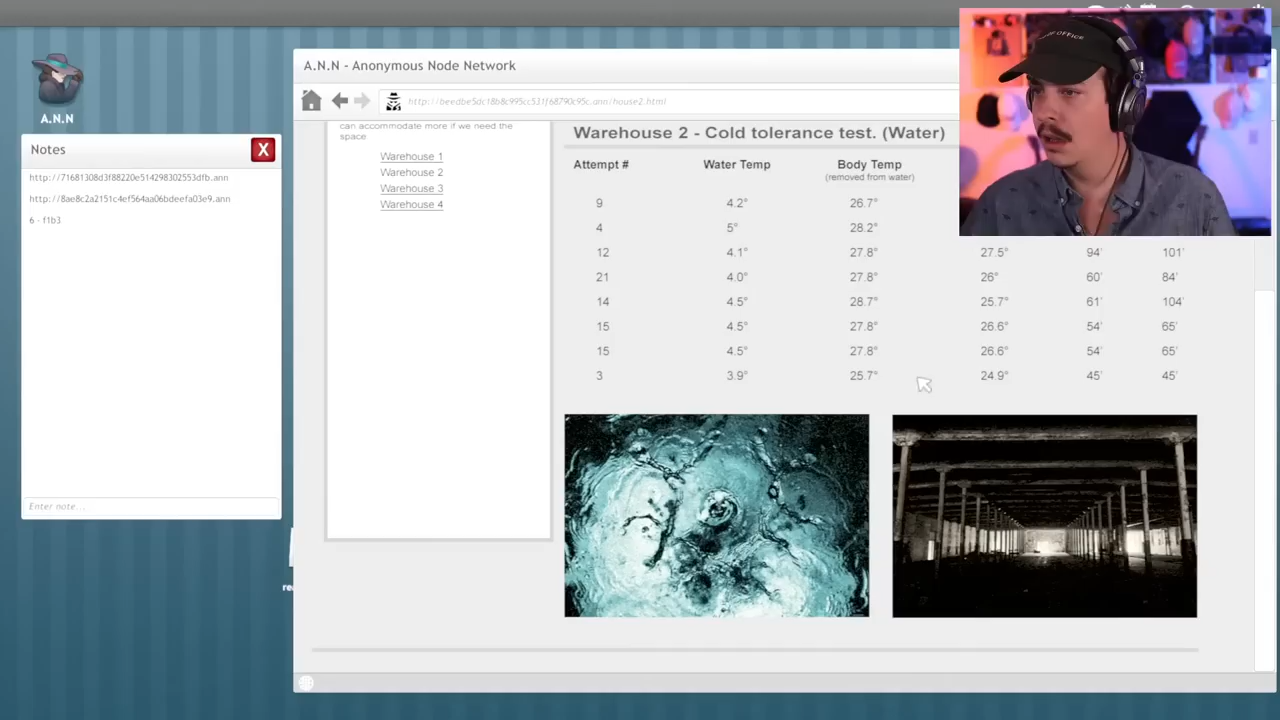 A.N.N
Notes
X
http://71681308d3f88220e514298302553dfb.ann
http://8ae8c2a2151c4ef564aa06bdeefa03e9.ann
6 - f1b3
Enter note...
A.N.N - Anonymous Node Network
http://beedbe5dc18b8c995cc531f68790c95c.ann/house2.html
can accommodate more if we need the
space
Warehouse 1
Warehouse 2
Warehouse 3
Warehouse 4
Warehouse 2 - Cold tolerance test. (Water)
Attempt # Water Temp Body Temp
(removed from water)
9 4.2° 26.7°
4 5° 28.2°
12 4.1° 27.8° 27.5° 94' 101'
21 4.0° 27.8° 26° 60' 84'
14 4.5° 28.7° 25.7° 61' 104'
15 4.5° 27.8° 26.6° 54' 65'
15 4.5° 27.8° 26.6° 54' 65'
3 3.9° 25.7° 24.9° 45' 45'